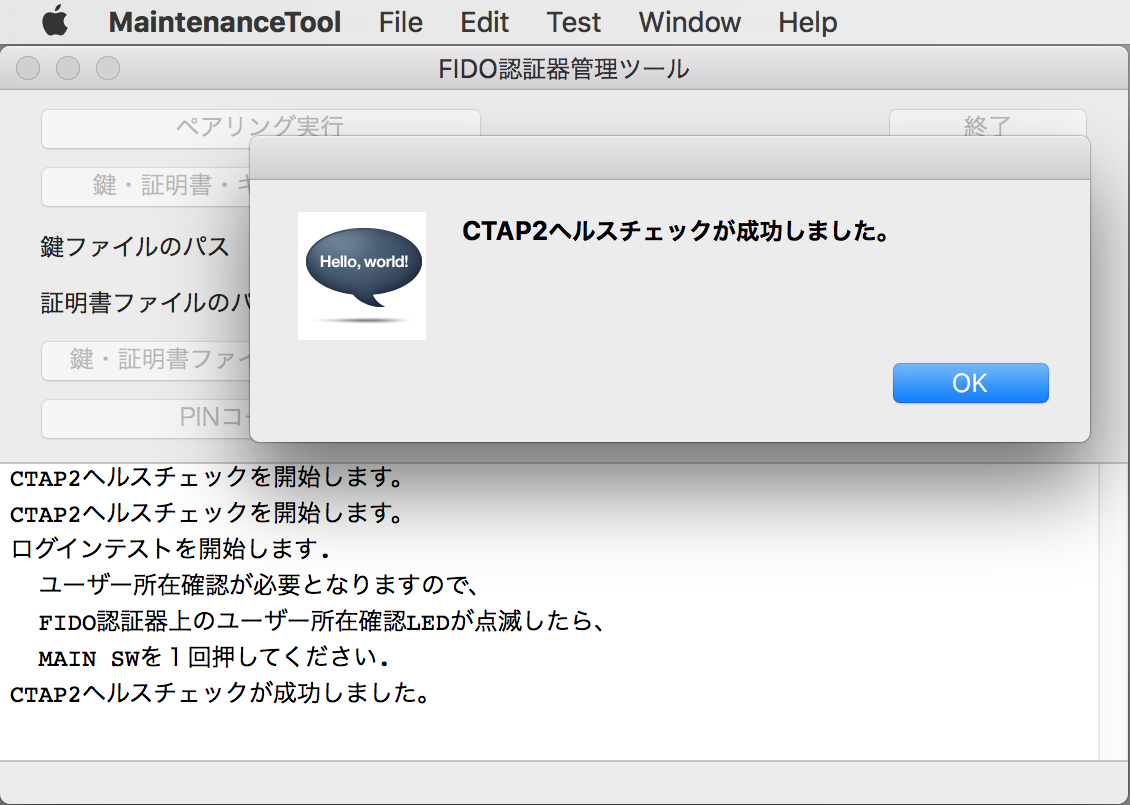 MaintenanceTool File Edit Test Window Help
FIDO認証器管理ツール
ペアリング実行
終了
鍵・証明書・キ
鍵ファイルのパス
証明書ファイルのパ
鍵・証明書ファイ
PINコー
Hello, world!
CTAP2ヘルスチェックが成功しました。
OK
CTAP2ヘルスチェックを開始します。
CTAP2ヘルスチェックを開始します。
ログインテストを開始します.
ユーザー所在確認が必要となりますので、
FIDO認証器上のユーザー所在確認LEDが点滅したら、
MAIN SWを１回押してください.
CTAP2ヘルスチェックが成功しました。